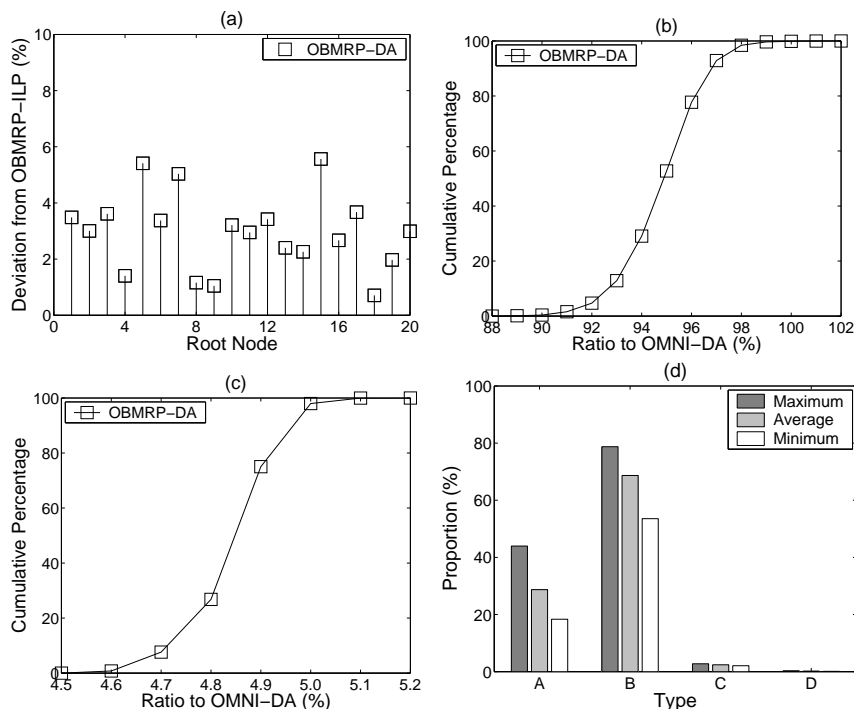 (a)
OBMRP−DA
Deviation from OBMRP−ILP (%)
10
8
6
4
2
0
0 4 8 12 16 20
Root Node
(b)
OBMRP−DA
Cumulative Percentage
100
80
60
40
20
0
88 90 92 94 96 98 100 102
Ratio to OMNI−DA (%)
(c)
OBMRP−DA
Cumulative Percentage
100
80
60
40
20
0
4.5 4.6 4.7 4.8 4.9 5.0 5.1 5.2
Ratio to OMNI−DA (%)
(d)
Maximum
Average
Minimum
Proportion (%)
100
80
60
40
20
0
A B C D
Type